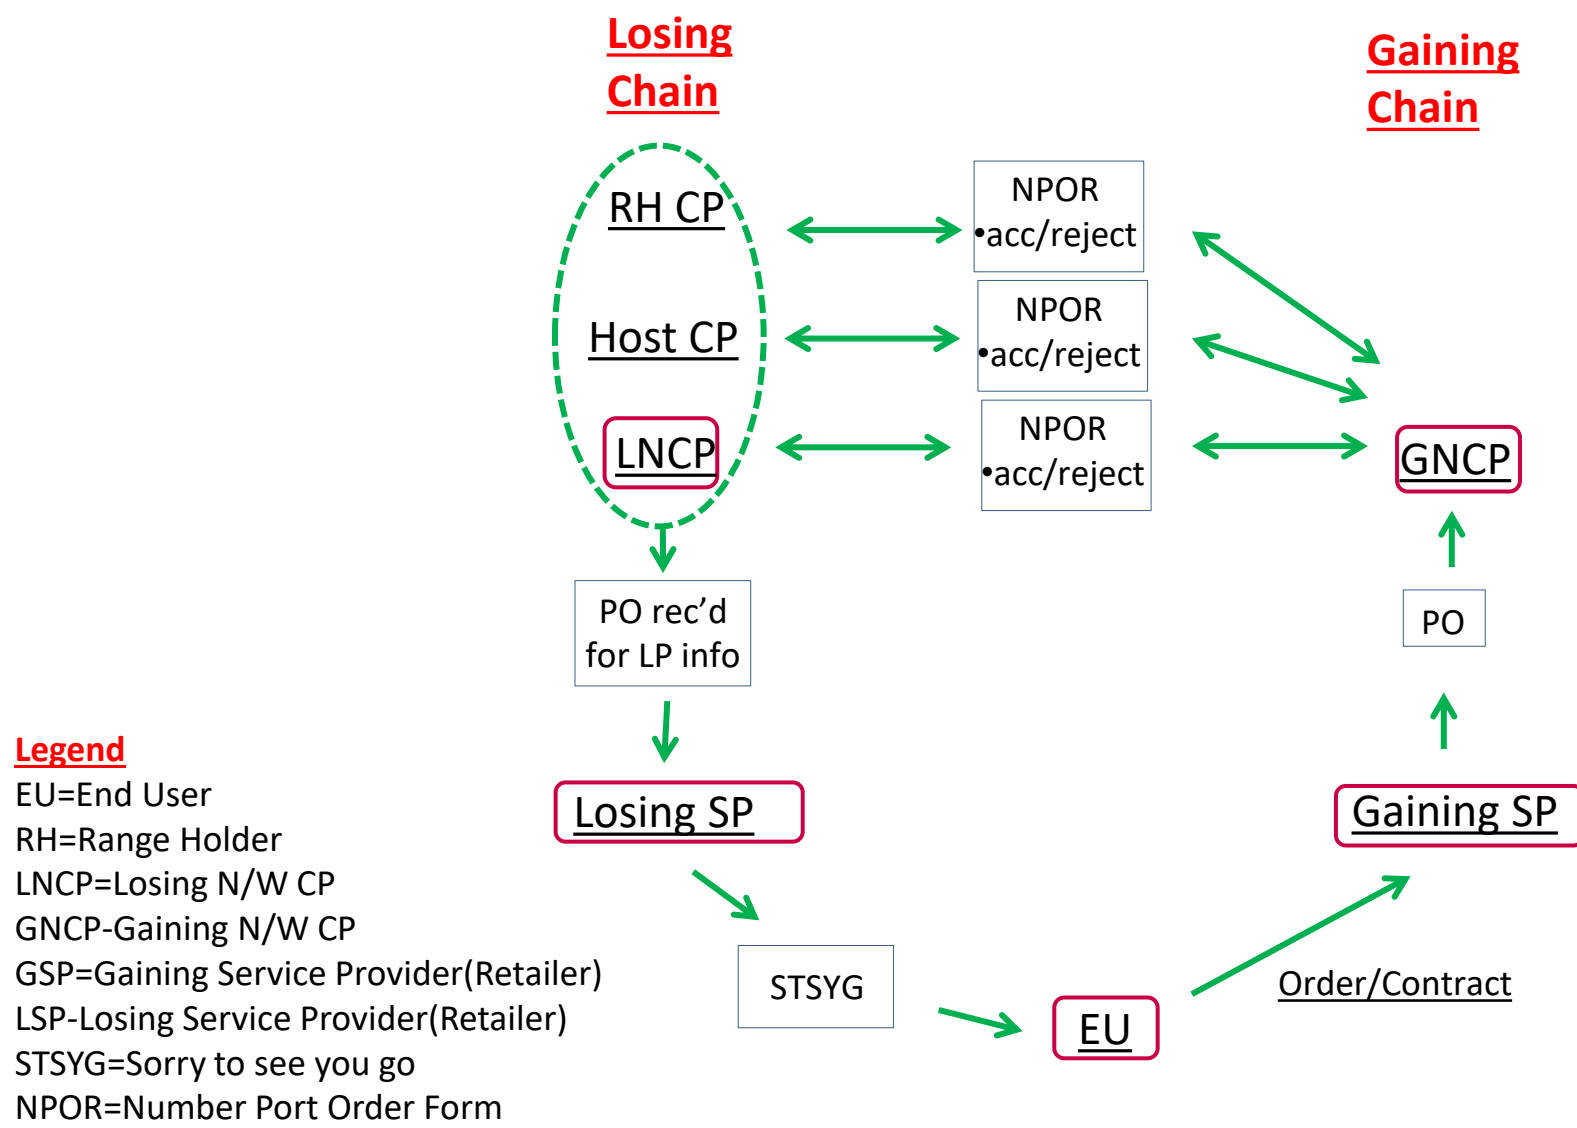 Losing
Chain
Gaining
Chain
RH CP
NPOR
•acc/reject
Host CP
NPOR
•acc/reject
LNCP
NPOR
•acc/reject
GNCP
PO rec’d
for LP info
PO
Losing SP
Gaining SP
STSYG
Order/Contract
EU
Legend
EU=End User
RH=Range Holder
LNCP=Losing N/W CP
GNCP-Gaining N/W CP
GSP=Gaining Service Provider(Retailer)
LSP-Losing Service Provider(Retailer)
STSYG=Sorry to see you go
NPOR=Number Port Order Form